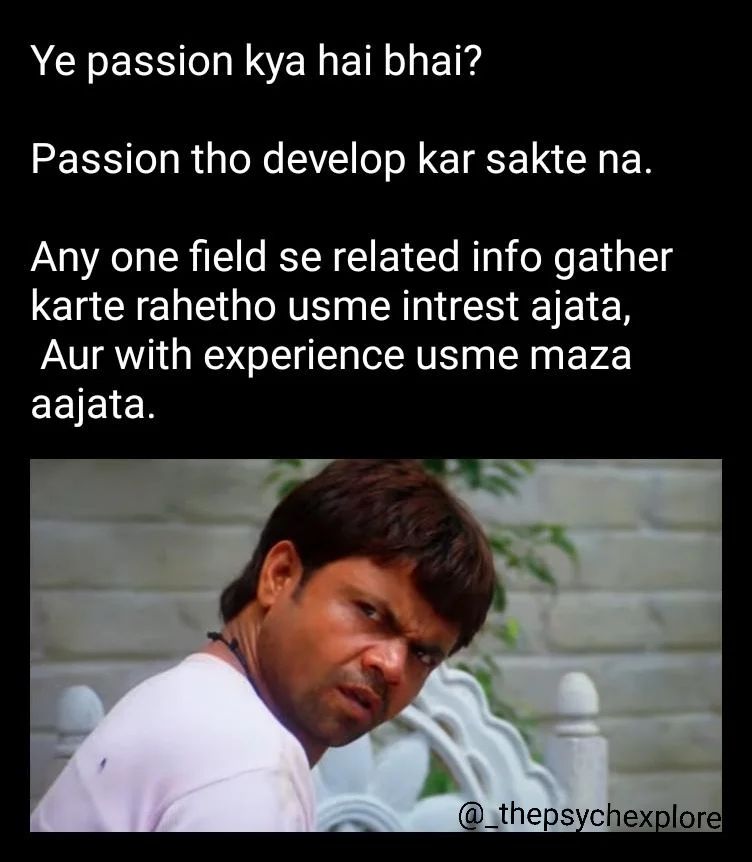 Ye passion kya hai bhai?
Passion tho develop kar sakte na.
Any one field se related info gather
karte rahetho usme intrest ajata,
Aur with experience usme maza
aajata.
@_thepsychexplore